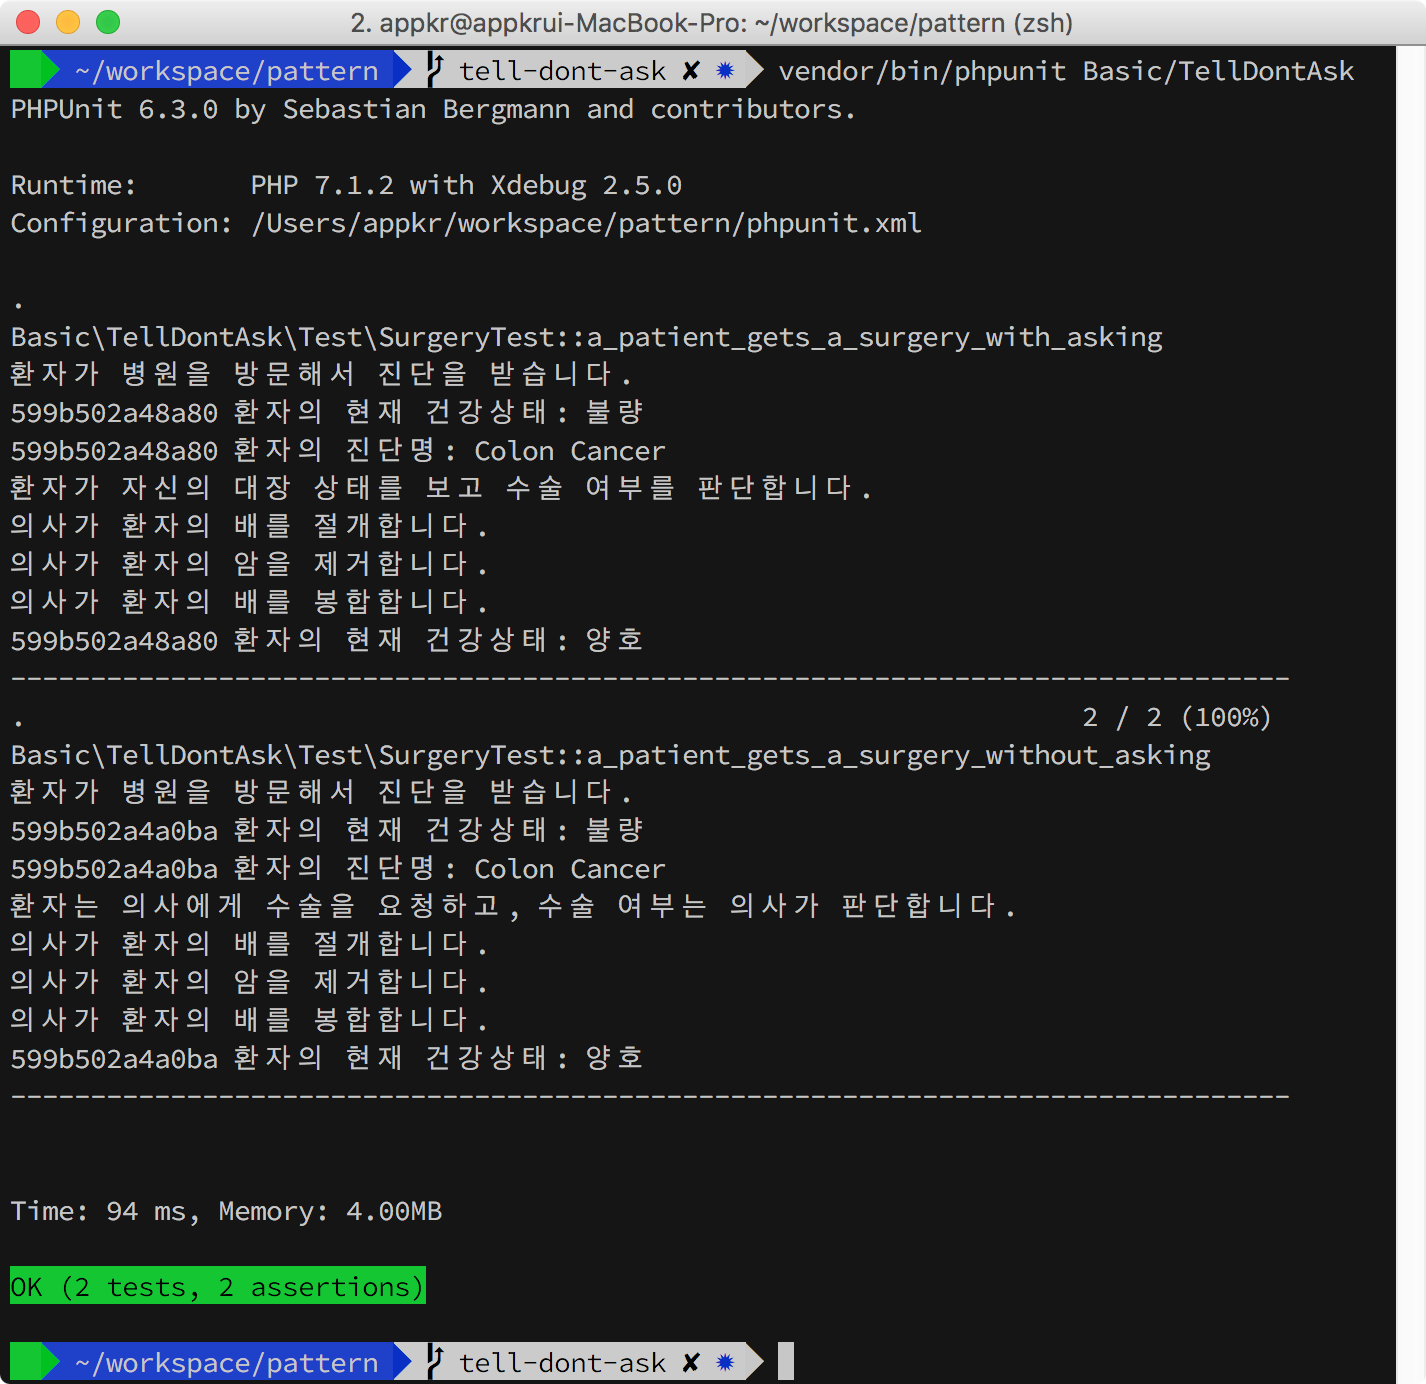 2. appkr@appkrui-MacBook-Pro: ~/workspace/pattern (zsh)
~/workspace/pattern tell-dont-ask ✘ ✹ vendor/bin/phpunit Basic/TellDontAsk
PHPUnit 6.3.0 by Sebastian Bergmann and contributors.
Runtime: PHP 7.1.2 with Xdebug 2.5.0
Configuration: /Users/appkr/workspace/pattern/phpunit.xml
.
Basic\TellDontAsk\Test\SurgeryTest::a_patient_gets_a_surgery_with_asking
환자가 병원을 방문해서 진단을 받습니다.
599b502a48a80 환자의 현재 건강상태: 불량
599b502a48a80 환자의 진단명: Colon Cancer
환자가 자신의 대장 상태를 보고 수술 여부를 판단합니다.
의사가 환자의 배를 절개합니다.
의사가 환자의 암을 제거합니다.
의사가 환자의 배를 봉합합니다.
599b502a48a80 환자의 현재 건강상태: 양호
--------------------------------------------------------------------------------
. 2 / 2 (100%)
Basic\TellDontAsk\Test\SurgeryTest::a_patient_gets_a_surgery_without_asking
환자가 병원을 방문해서 진단을 받습니다.
599b502a4a0ba 환자의 현재 건강상태: 불량
599b502a4a0ba 환자의 진단명: Colon Cancer
환자는 의사에게 수술을 요청하고, 수술 여부는 의사가 판단합니다.
의사가 환자의 배를 절개합니다.
의사가 환자의 암을 제거합니다.
의사가 환자의 배를 봉합합니다.
599b502a4a0ba 환자의 현재 건강상태: 양호
--------------------------------------------------------------------------------
Time: 94 ms, Memory: 4.00MB
OK (2 tests, 2 assertions)
~/workspace/pattern tell-dont-ask ✘ ✹